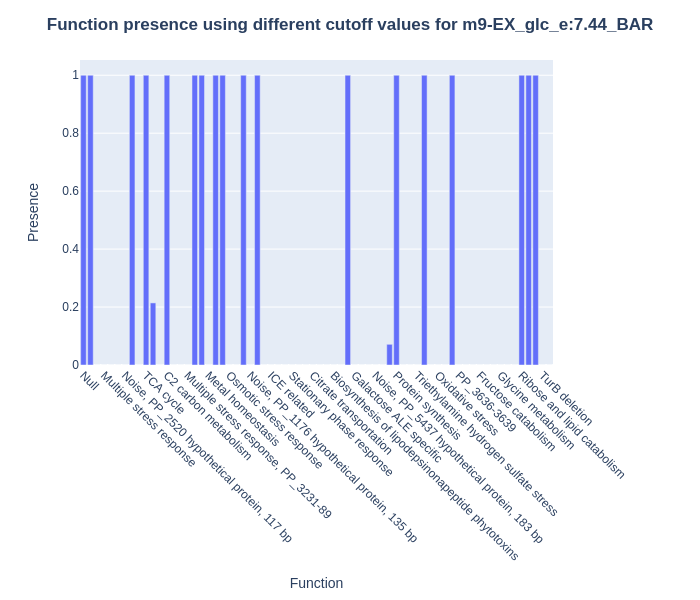 Function presence using different cutoff values for m9-EX_glc_e:7.44_BAR
Presence
1
0.8
0.6
0.4
0.2
0
Null
Multiple stress response
Noise, PP_2520 hypothetical protein, 117 bp
TCA cycle
C2 carbon metabolism
Multiple stress response, PP_3231-89
Metal homeostasis
Osmotic stress response
Noise, PP_1176 hypothetical protein, 135 bp
ICE related
Stationary phase response
Citrate transportation
Biosynthesis of lipodepsinonapeptide phytotoxins
Galactose ALE specific
Noise, PP_5437 hypothetical protein, 183 bp
Protein synthesis
Triethylamine hydrogen sulfate stress
Oxidative stress
PP_3636-3639
Fructose catabolism
Glycine metabolism
Ribose and lipid catabolism
TurB deletion
Function